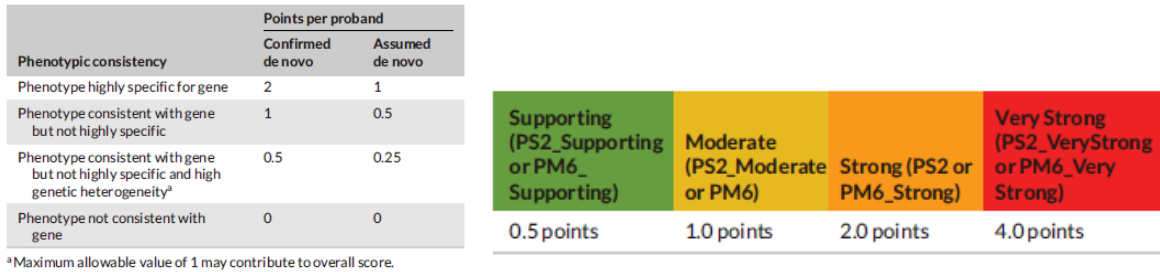 Points per proband
Phenotypic consistency
Confirmed
de novo
Assumed
de novo
Phenotype highly specific for gene 2 1
Phenotype consistent with gene 1 0.5
but not highly specific
Phenotype consistent with gene 0.5 0.25
but not highly specific and high
genetic heterogeneityᵃ
Phenotype not consistent with 0 0
gene
ᵃMaximum allowable value of 1 may contribute to overall score.
Supporting
(PS2_Supporting
or PM6_
Supporting)
Moderate
(PS2_Moderate
or PM6)
Strong (PS2 or
PM6_Strong)
Very Strong
(PS2_VeryStrong
or PM6_Very
Strong)
0.5 points 1.0 points 2.0 points 4.0 points